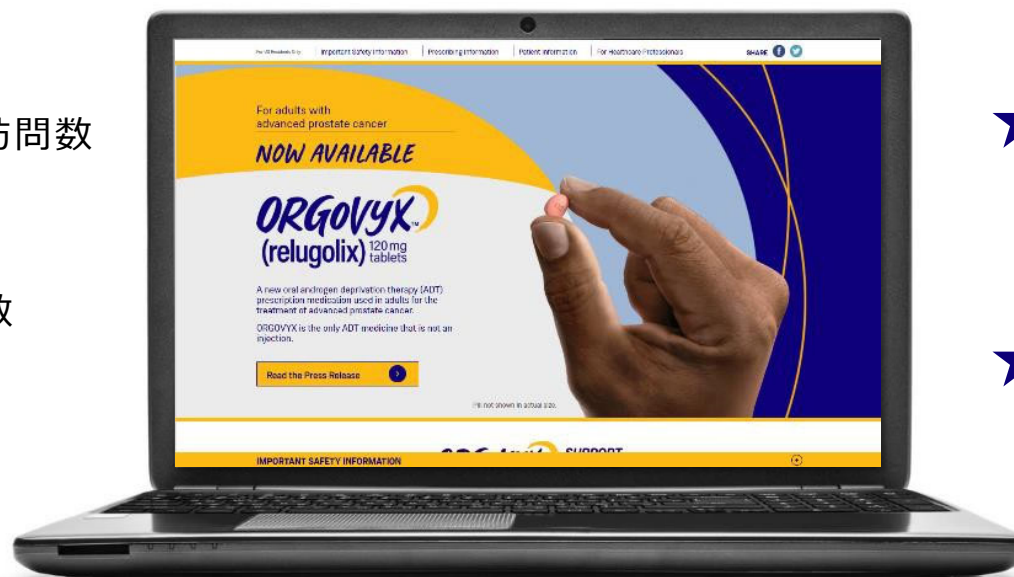 For US Residents Only
Important Safety Information
Prescribing Information
Patient Information
For Healthcare Professionals
SHARE
For adults with
advanced prostate cancer
NOW AVAILABLE
ORGOVYX™
(relugolix) 120 mg tablets
A new oral androgen deprivation therapy (ADT)
prescription medication used in adults for the
treatment of advanced prostate cancer.
ORGOVYX is the only ADT medicine that is not an
injection.
Read the Press Release
Pill not shown in actual size.
SUPPORT
IMPORTANT SAFETY INFORMATION
訪問数
数